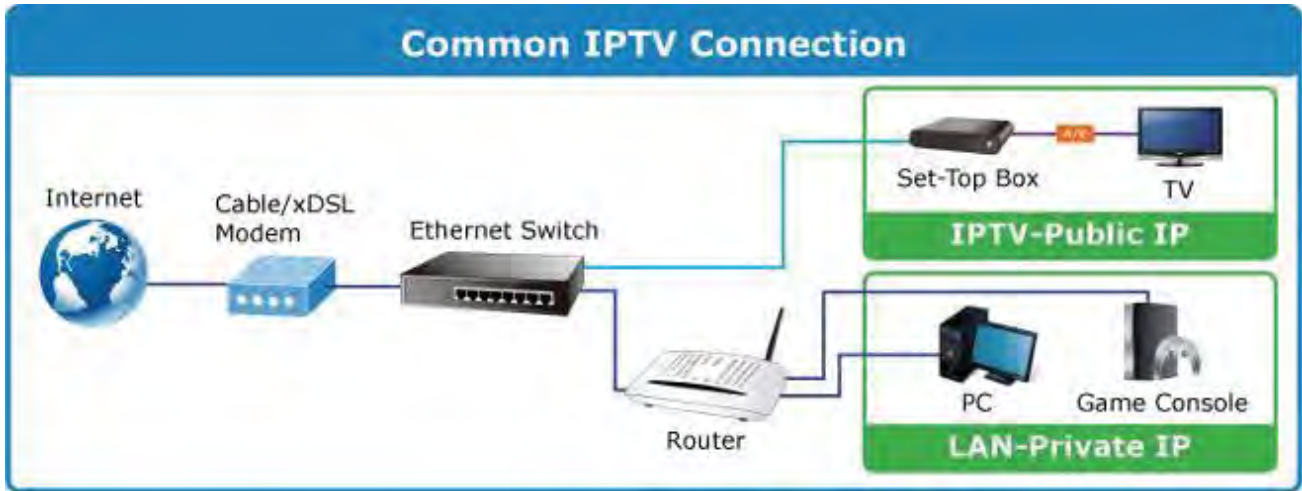 Common IPTV Connection
Internet
Cable/xDSL
Modem
Ethernet Switch
Set-Top Box
A/V
TV
IPTV-Public IP
Router
PC
Game Console
LAN-Private IP